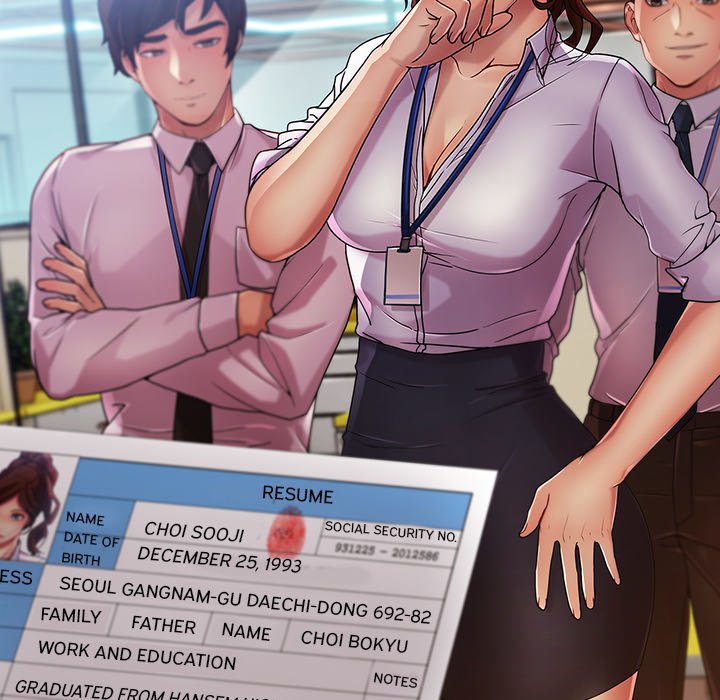 RESUME
NAME CHOI SOOJI SOCIAL SECURITY NO.
DATE OF BIRTH DECEMBER 25, 1993 931225 - 2012586
ESS SEOUL GANGNAM-GU DAECHI-DONG 692-82
FAMILY FATHER NAME CHOI BOKYU
WORK AND EDUCATION NOTES
GRADUATED FROM